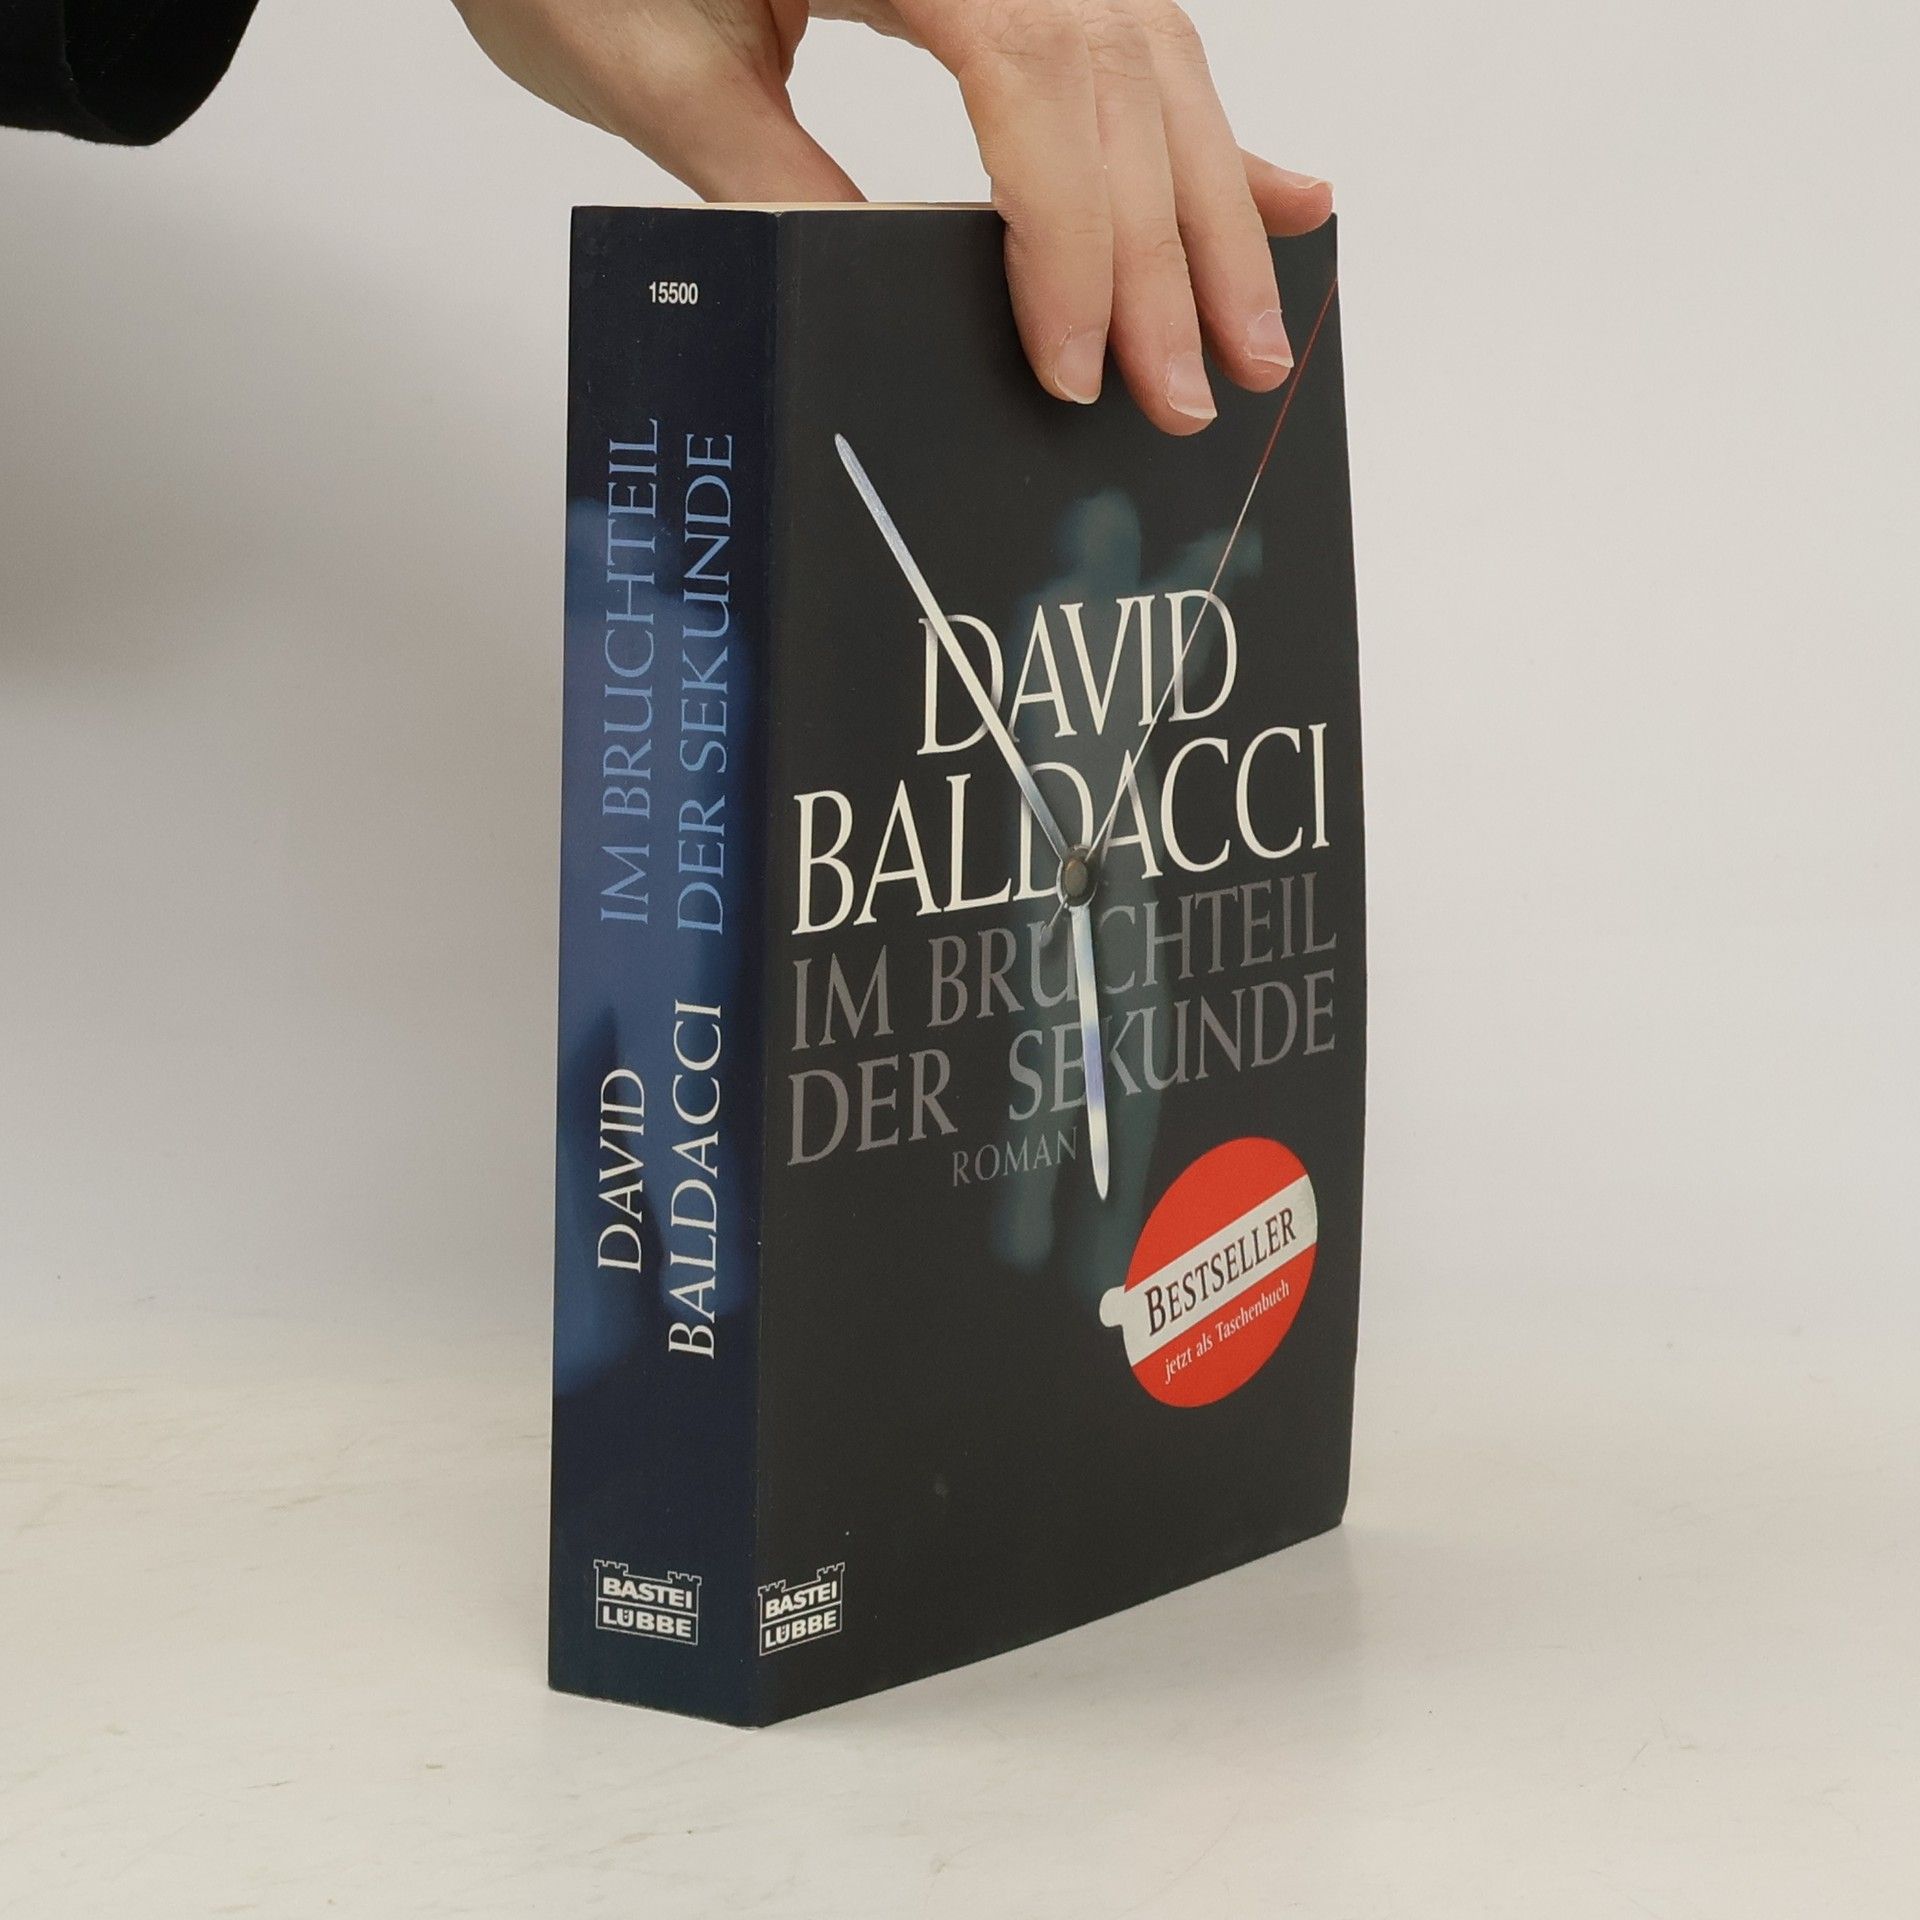 15500
IM BRUCHTEIL
DER SEKUNDE
DAVID
BALDACCI
BASTEI
LÜBBE
DAVID
BALDACCI
IM BRUCHTEIL
DER SEKUNDE
ROMAN
BESTSELLER
jetzt als Taschenbuch
BASTEI
LÜBBE